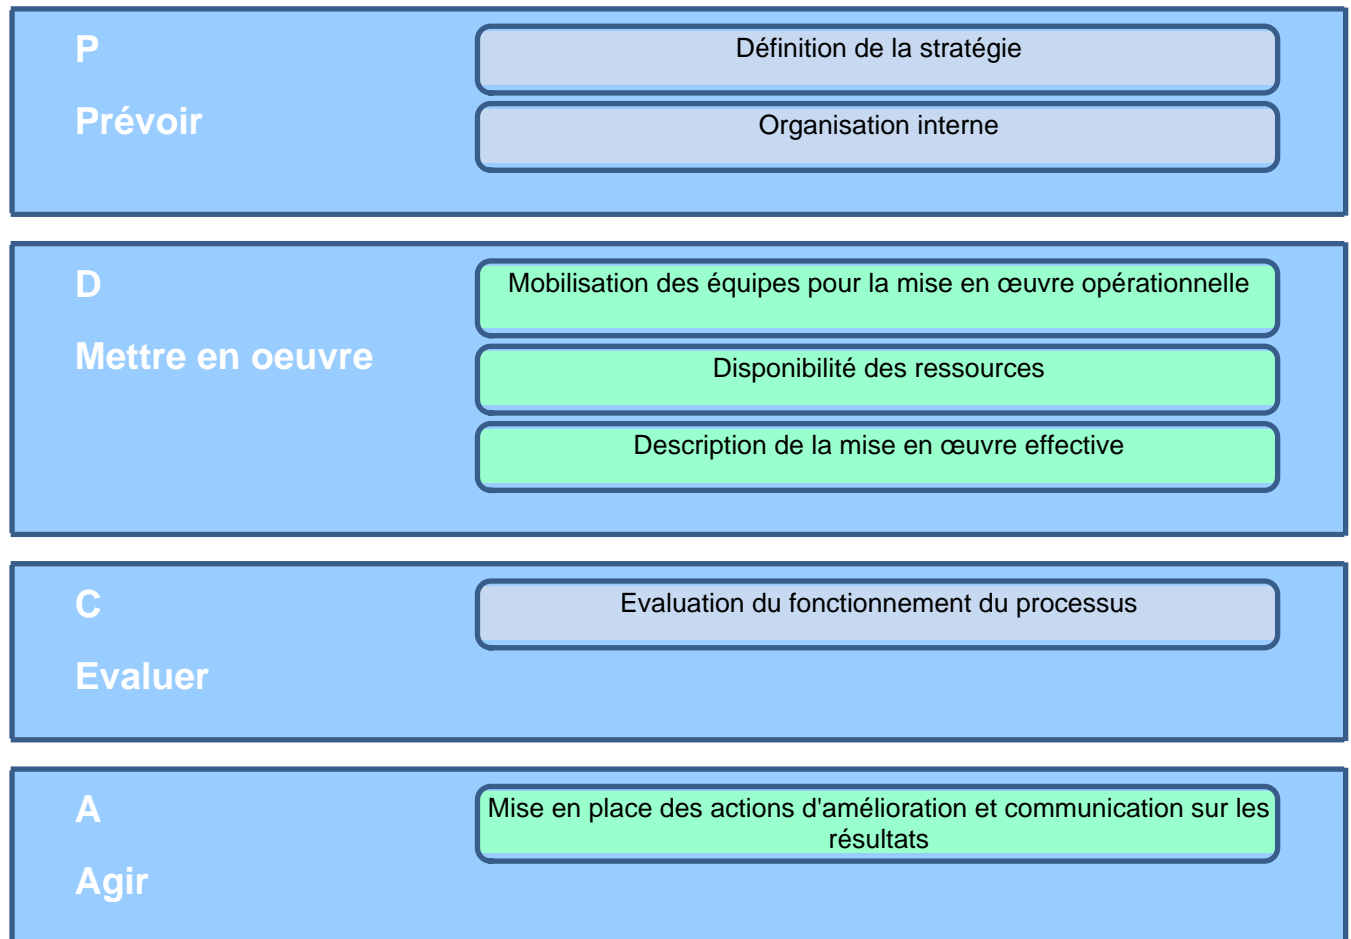 P
Définition de la stratégie
Prévoir
Organisation interne
D
Mobilisation des équipes pour la mise en œuvre opérationnelle
Mettre en oeuvre
Disponibilité des ressources
Description de la mise en œuvre effective
C
Evaluation du fonctionnement du processus
Evaluer
A
Mise en place des actions d'amélioration et communication sur les
résultats
Agir